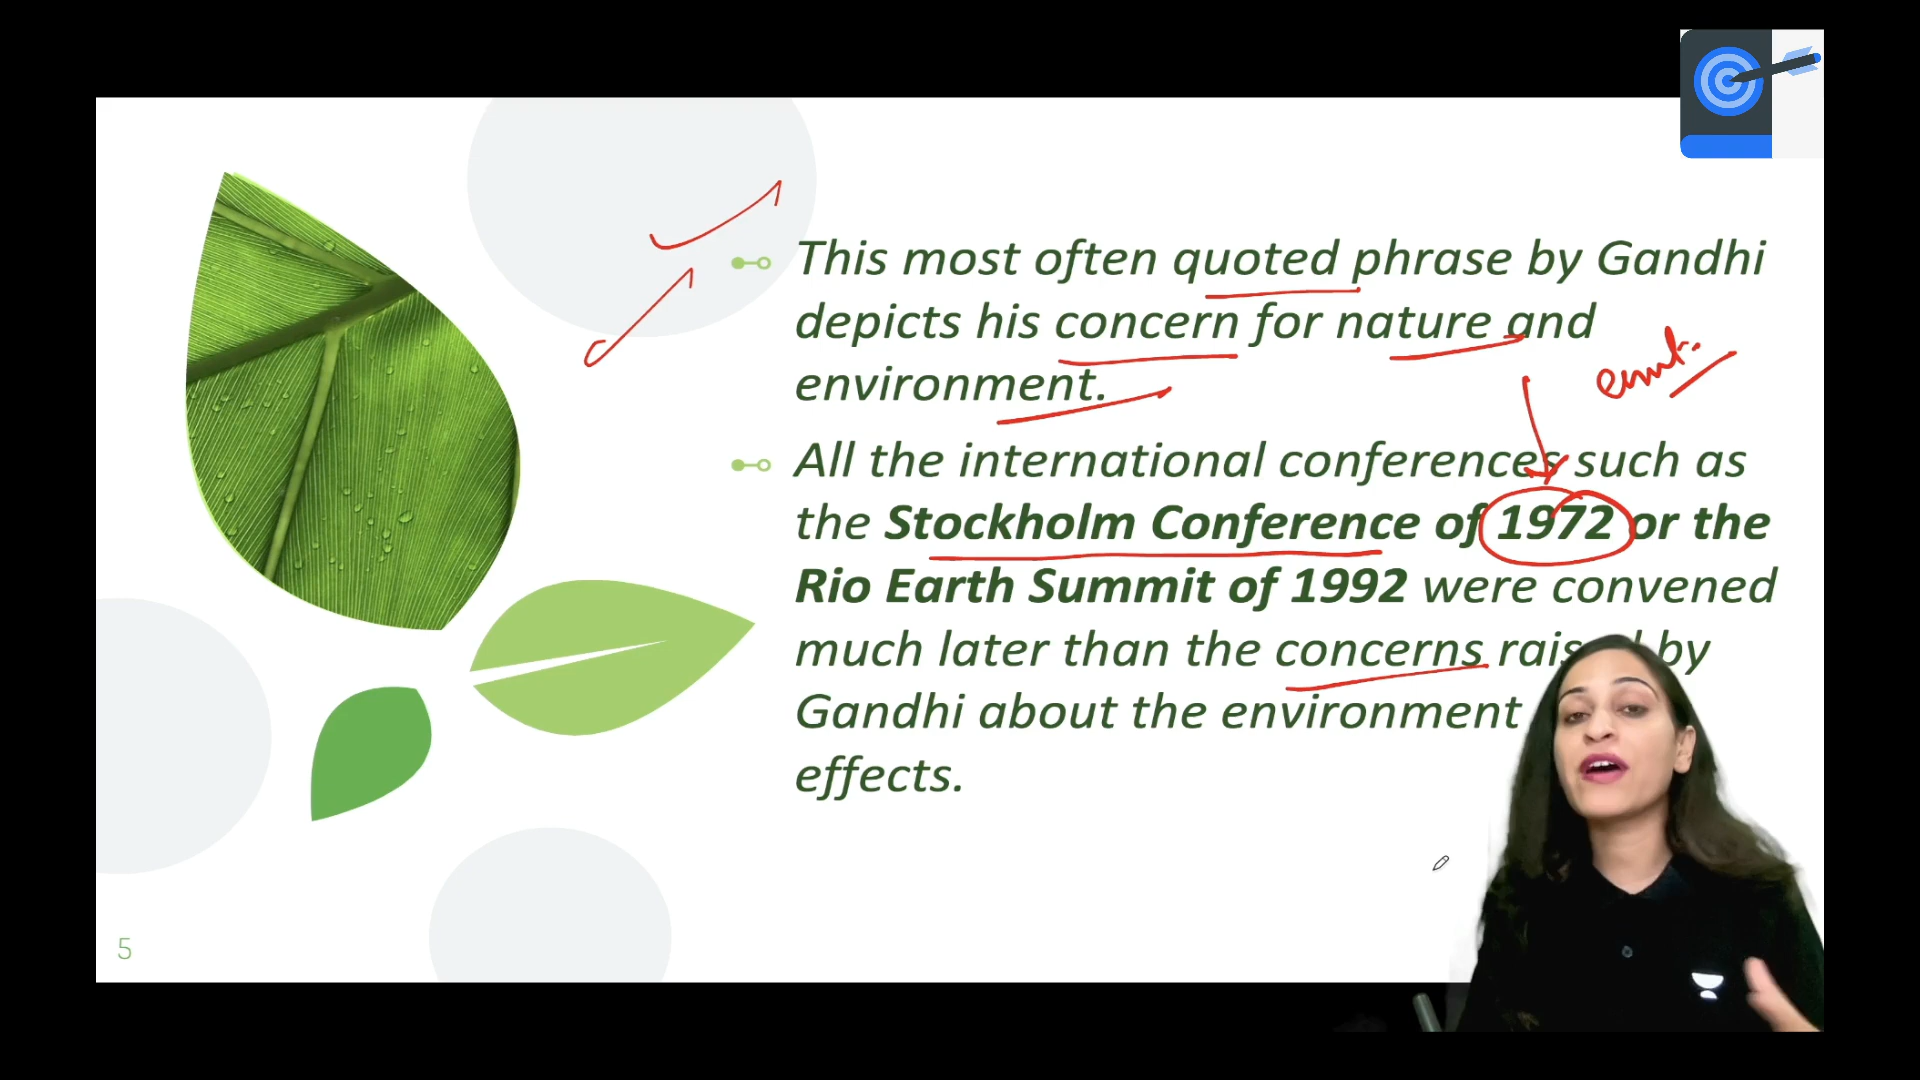 This most often quoted phrase by Gandhi
depicts his concern for nature and
environment.
All the international conferences such as
the Stockholm Conference of 1972 or the
Rio Earth Summit of 1992 were convened
much later than the concerns raised by
Gandhi about the environment
effects.
5